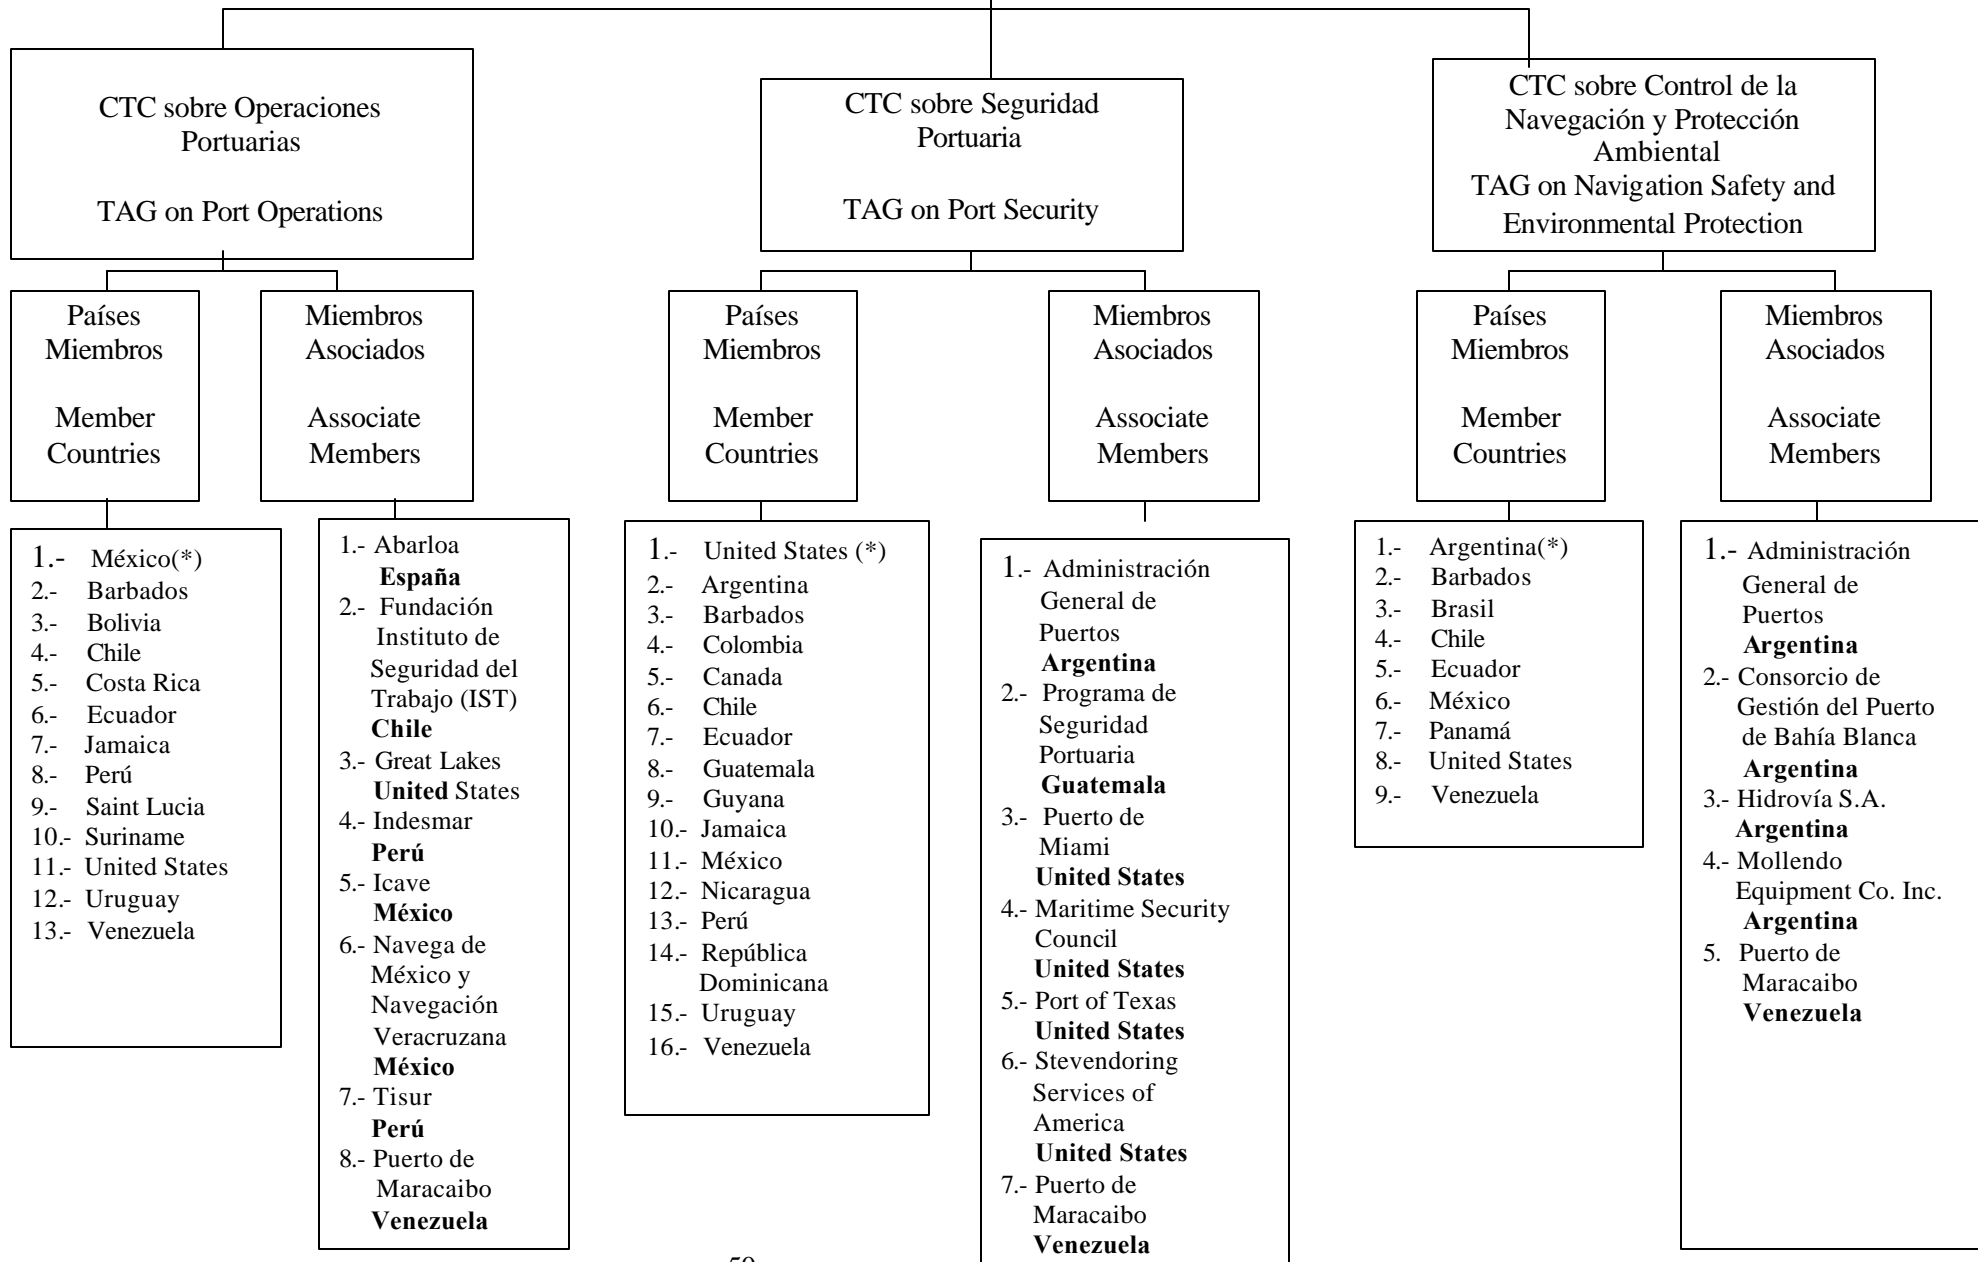 CTC sobre Operaciones
Portuarias
TAG on Port Operations
CTC sobre Seguridad
Portuaria
TAG on Port Security
CTC sobre Control de la
Navegación y Protección
Ambiental
TAG on Navigation Safety and
Environmental Protection
Países
Miembros
Member
Countries
Miembros
Asociados
Associate
Members
Países
Miembros
Member
Countries
Miembros
Asociados
Associate
Members
Países
Miembros
Member
Countries
Miembros
Asociados
Associate
Members
1.- México(*)
2.- Barbados
3.- Bolivia
4.- Chile
5.- Costa Rica
6.- Ecuador
7.- Jamaica
8.- Perú
9.- Saint Lucia
10.- Suriname
11.- United States
12.- Uruguay
13.- Venezuela
1.- Abarloa
España
2.- Fundación
Instituto de
Seguridad del
Trabajo (IST)
Chile
3.- Great Lakes
United States
4.- Indesmar
Perú
5.- Icave
México
6.- Navega de
México y
Navegación
Veracruzana
México
7.- Tisur
Perú
8.- Puerto de
Maracaibo
Venezuela
1.- United States (*)
2.- Argentina
3.- Barbados
4.- Colombia
5.- Canada
6.- Chile
7.- Ecuador
8.- Guatemala
9.- Guyana
10.- Jamaica
11.- México
12.- Nicaragua
13.- Perú
14.- República
Dominicana
15.- Uruguay
16.- Venezuela
1.- Administración
General de
Puertos
Argentina
2.- Programa de
Seguridad
Portuaria
Guatemala
3.- Puerto de
Miami
United States
4.- Maritime Security
Council
United States
5.- Port of Texas
United States
6.- Stevendoring
Services of
America
United States
7.- Puerto de
Maracaibo
Venezuela
1.- Argentina(*)
2.- Barbados
3.- Brasil
4.- Chile
5.- Ecuador
6.- México
7.- Panamá
8.- United States
9.- Venezuela
1.- Administración
General de
Puertos
Argentina
2.- Consorcio de
Gestión del Puerto
de Bahía Blanca
Argentina
3.- Hidrovía S.A.
Argentina
4.- Mollendo
Equipment Co. Inc.
Argentina
5. Puerto de
Maracaibo
Venezuela